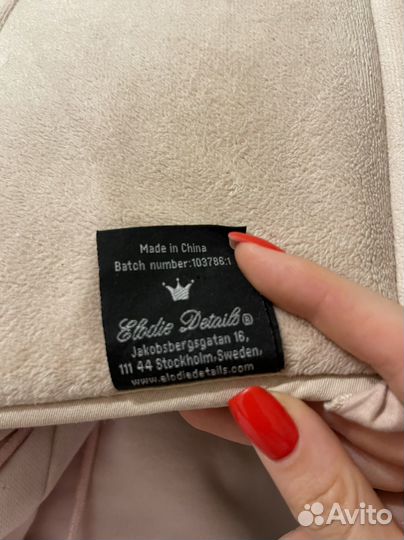 Made in China
Batch number:103786:1
Elodie Details®
Jakobsbergsgatan 16,
111 44 Stockholm, Sweden,
www.elodiedetails.com
Avito